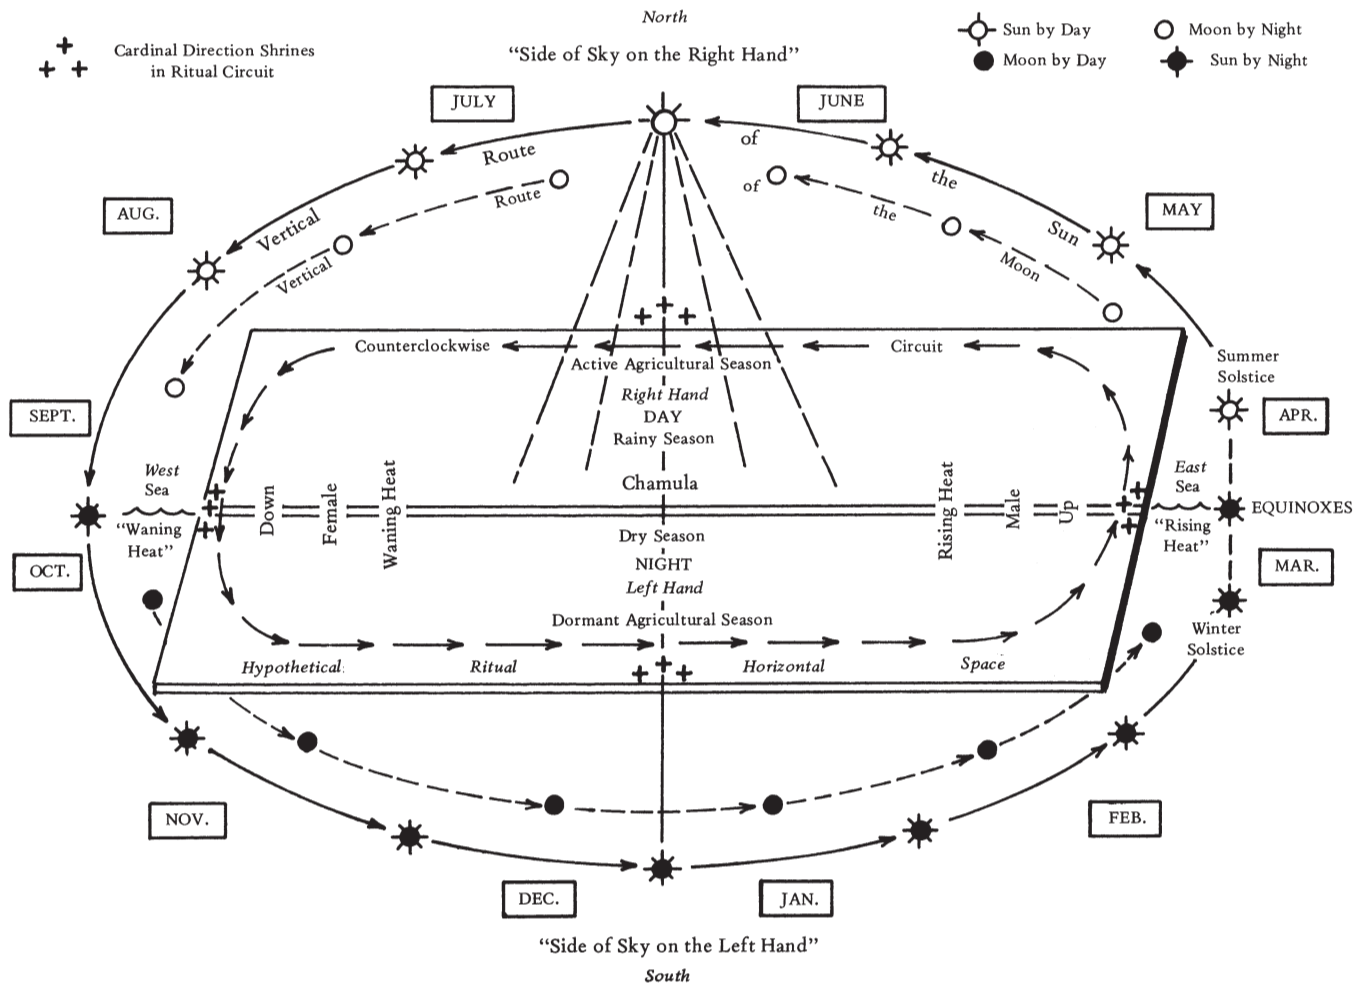 North
"Side of Sky on the Right Hand"
Cardinal Direction Shrines
in Ritual Circuit
Sun by Day
Moon by Night
Moon by Day
Sun by Night
JULY
JUNE
AUG.
MAY
Vertical Route of the Sun
Vertical Route of the Moon
Counterclockwise
Circuit
Active Agricultural Season
Right Hand
DAY
Rainy Season
Summer
Solstice
SEPT.
APR.
West
Sea
"Waning
Heat"
Down
Female
Waning Heat
Chamula
Rising Heat
Male
Up
East
Sea
"Rising
Heat"
EQUINOXES
Dry Season
NIGHT
Left Hand
Dormant Agricultural Season
OCT.
MAR.
Winter
Solstice
Hypothetical Ritual Horizontal Space
NOV.
FEB.
DEC.
JAN.
"Side of Sky on the Left Hand"
South